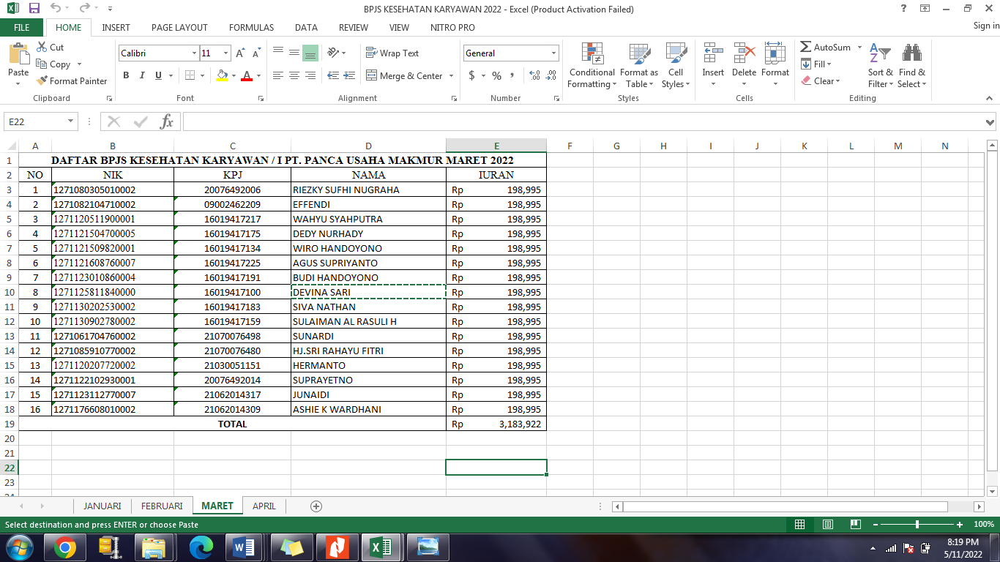 BPJS KESEHATAN KARYAWAN 2022 - Excel (Product Activation Failed)
FILE HOME INSERT PAGE LAYOUT FORMULAS DATA REVIEW VIEW NITRO PRO Sign in
Paste Cut Copy Format Painter Clipboard
Calibri 11 B I U A Font
Wrap Text Merge & Center Alignment
General $ % , Number
Conditional Formatting Format as Table Cell Styles Styles
Insert Delete Format Cells
AutoSum Fill Clear Sort & Filter Find & Select Editing
E22 fx
A B C D E F G H I J K L M N
1 DAFTAR BPJS KESEHATAN KARYAWAN / I PT. PANCA USAHA MAKMUR MARET 2022
2 NO NIK KPJ NAMA IURAN
3 1 1271080305010002 20076492006 RIEZKY SUFHI NUGRAHA Rp 198,995
4 2 1271082104710002 09002462209 EFFENDI Rp 198,995
5 3 1271120511900001 16019417217 WAHYU SYAHPUTRA Rp 198,995
6 4 1271121504700005 16019417175 DEDY NURHADY Rp 198,995
7 5 1271121509820001 16019417134 WIRO HANDOYONO Rp 198,995
8 6 1271121608760007 16019417225 AGUS SUPRIYANTO Rp 198,995
9 7 1271123010860004 16019417191 BUDI HANDOYONO Rp 198,995
10 8 1271125811840000 16019417100 DEVINA SARI Rp 198,995
11 9 1271130202530002 16019417183 SIVA NATHAN Rp 198,995
12 10 1271130902780002 16019417159 SULAIMAN AL RASULI H Rp 198,995
13 11 1271061704760002 21070076498 SUNARDI Rp 198,995
14 12 1271085910770002 21070076480 HJ.SRI RAHAYU FITRI Rp 198,995
15 13 1271120207720002 21030051151 HERMANTO Rp 198,995
16 14 1271122102930001 20076492014 SUPRAYETNO Rp 198,995
17 15 1271123112770007 21062014317 JUNAIDI Rp 198,995
18 16 1271176608010002 21062014309 ASHIE K WARDHANI Rp 198,995
19 TOTAL Rp 3,183,922
20
21
22
23
24
JANUARI FEBRUARI MARET APRIL
Select destination and press ENTER or choose Paste 100%
8:19 PM
5/11/2022